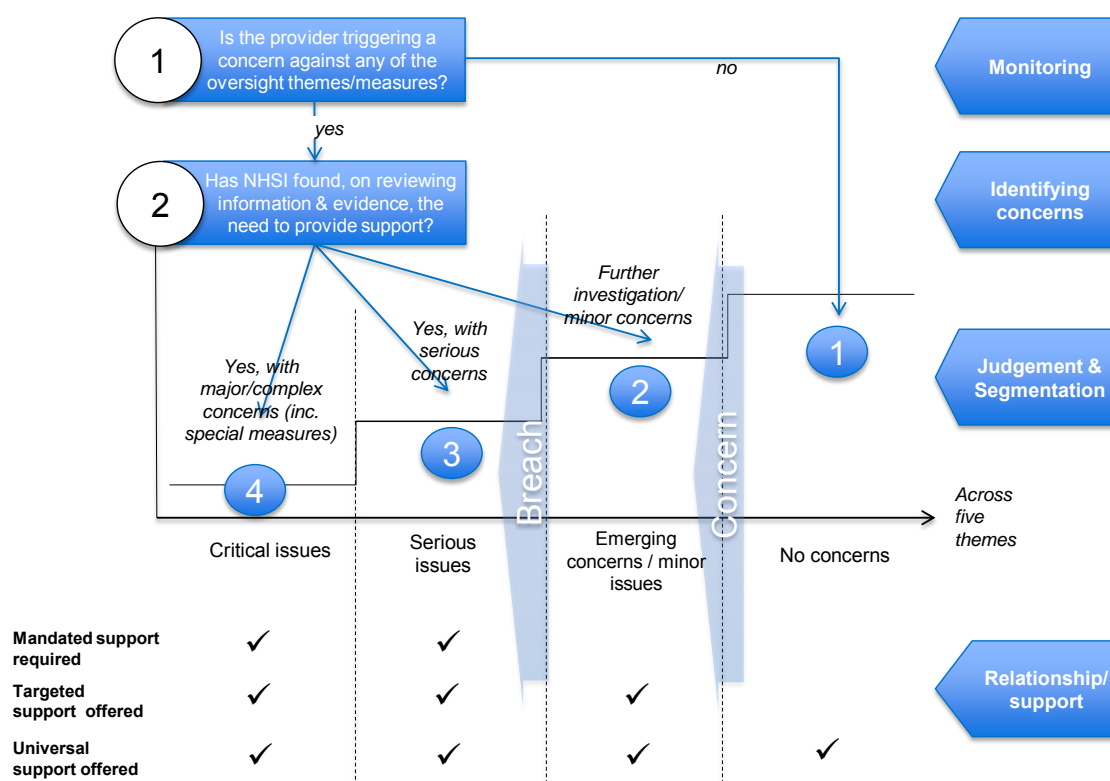 1
Is the provider triggering a
concern against any of the
oversight themes/measures?
no
Monitoring
yes
2
Has NHSI found, on reviewing
information & evidence, the
need to provide support?
Identifying
concerns
Further
investigation/
minor concerns
Yes, with
serious
concerns
Yes, with
major/complex
concerns (inc.
special measures)
1
2
3
4
Judgement &
Segmentation
Breach
Concern
Across
five
themes
Critical issues
Serious
issues
Emerging
concerns / minor
issues
No concerns
Mandated support
required
✓ ✓
Targeted
support offered
✓ ✓ ✓
Universal
support offered
✓ ✓ ✓ ✓
Relationship/
support